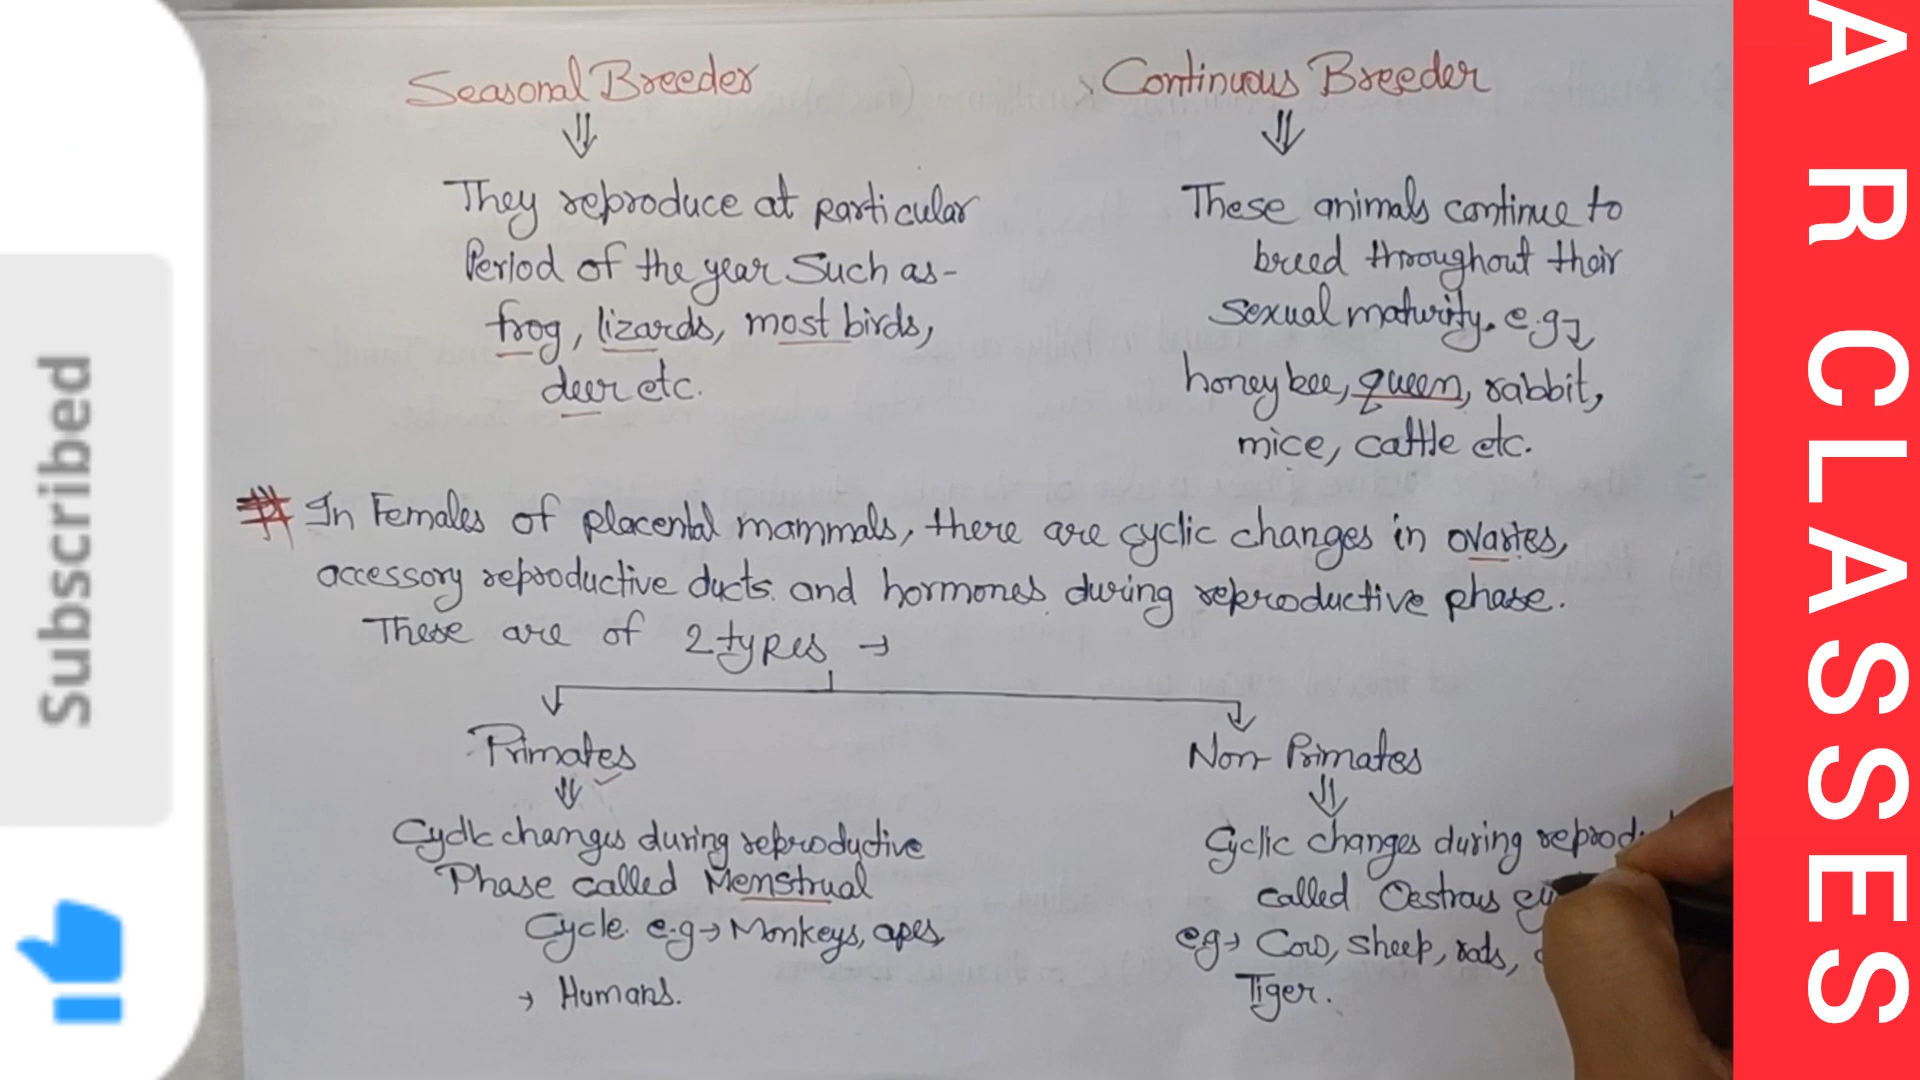 Seasonal Breeder
They reproduce at particular
Period of the year Such as-
frog, lizards, most birds,
deer etc.
Continuous Breeder
These animals continue to
breed throughout their
sexual maturity. e.g→
honey bee, queen, rabbit,
mice, cattle etc.
# In Females of placental mammals, there are cyclic changes in ovaries,
accessory reproductive ducts and hormones during reproductive phase.
These are of 2 types →
Primates
Cyclic changes during reproductive
Phase called Menstrual
Cycle e.g→ Monkeys, apes,
→ Humans.
Non-Primates
Cyclic changes during
called Oestrous
e.g→ Cow, sheep,
Tiger.
Subscribed
A R CLASSES